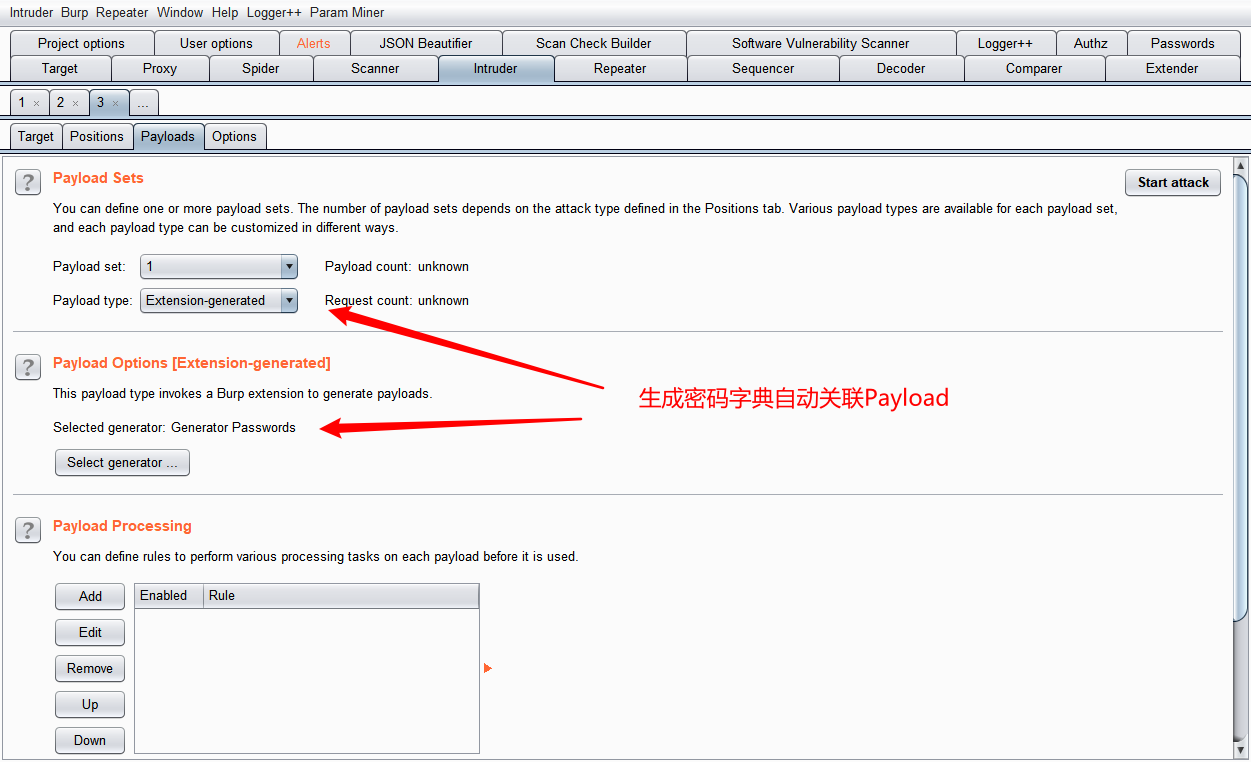 Intruder Burp Repeater Window Help Logger++ Param Miner
Project options User options Alerts JSON Beautifier Scan Check Builder Software Vulnerability Scanner Logger++ Authz Passwords
Target Proxy Spider Scanner Intruder Repeater Sequencer Decoder Comparer Extender
1 × 2 × 3 × ...
Target Positions Payloads Options
? Payload Sets Start attack
You can define one or more payload sets. The number of payload sets depends on the attack type defined in the Positions tab. Various payload types are available for each payload set,
and each payload type can be customized in different ways.
Payload set: 1 Payload count: unknown
Payload type: Extension-generated Request count: unknown
? Payload Options [Extension-generated]
This payload type invokes a Burp extension to generate payloads.
生成密码字典自动关联Payload
Selected generator: Generator Passwords
Select generator ...
? Payload Processing
You can define rules to perform various processing tasks on each payload before it is used.
Add Enabled Rule
Edit
Remove
Up
Down